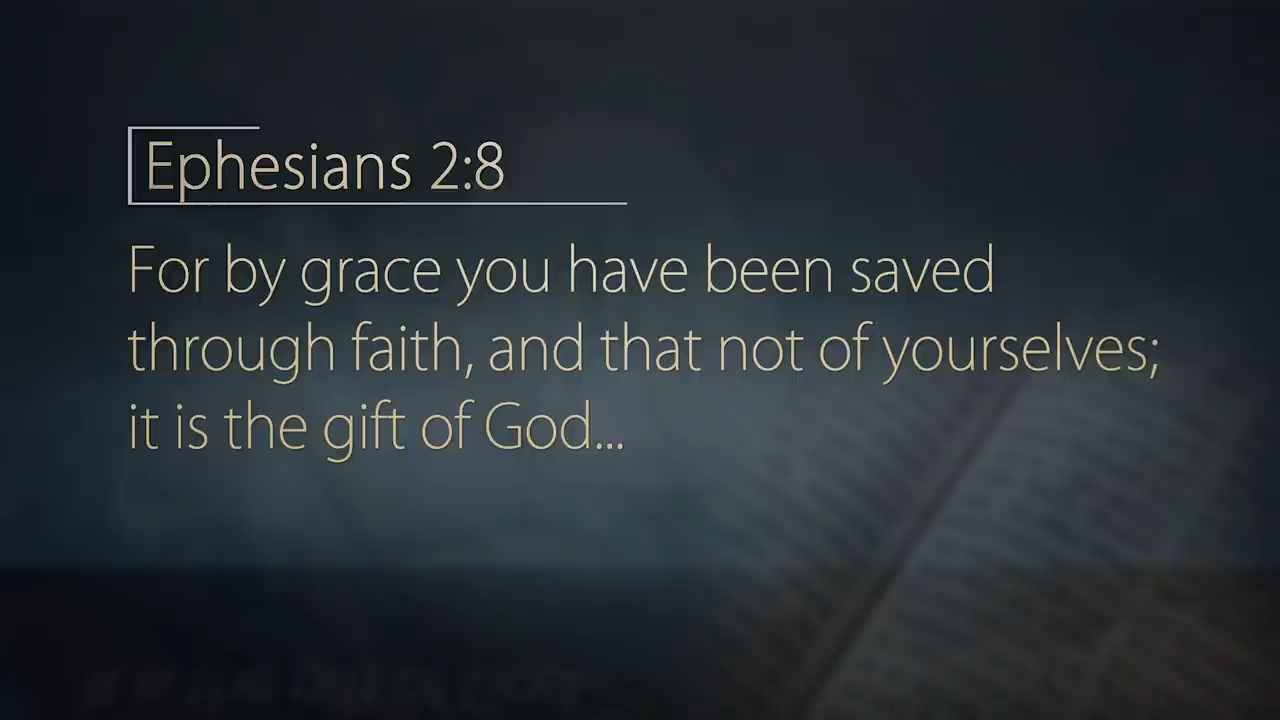 Ephesians 2:8
For by grace you have been saved
through faith, and that not of yourselves;
it is the gift of God...